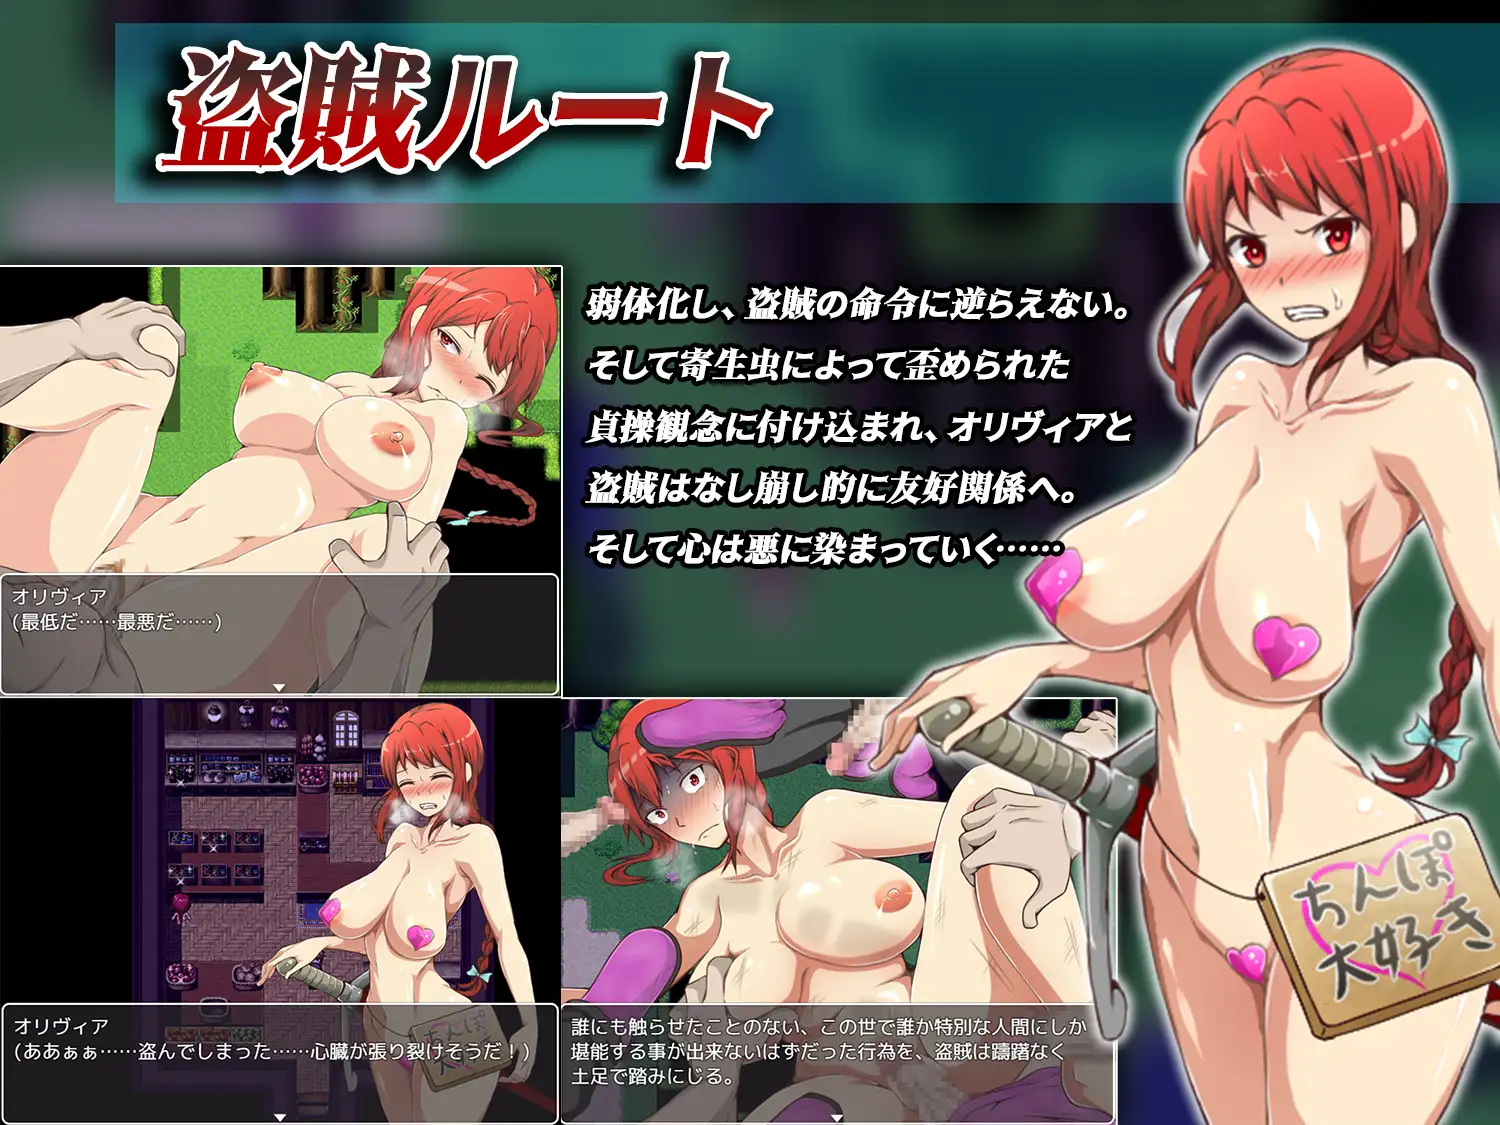 盗賊ルート
弱体化し、盗賊の命令に逆らえない。
そして寄生虫によって歪められた
貞操観念に付け込まれ、オリヴィアと
盗賊はなし崩し的に友好関係へ。
そして心は悪に染まっていく……
オリヴィア
(最低だ……最悪だ……)
ちんぽ
大好き
オリヴィア
(ああぁぁ……盗んでしまった……心臓が張り裂けそうだ！)
ちんぽ
大好き
誰にも触らせたことのない、この世で誰か特別な人間にしか
堪能する事が出来ないはずだった行為を、盗賊は躊躇なく
土足で踏みにじる。